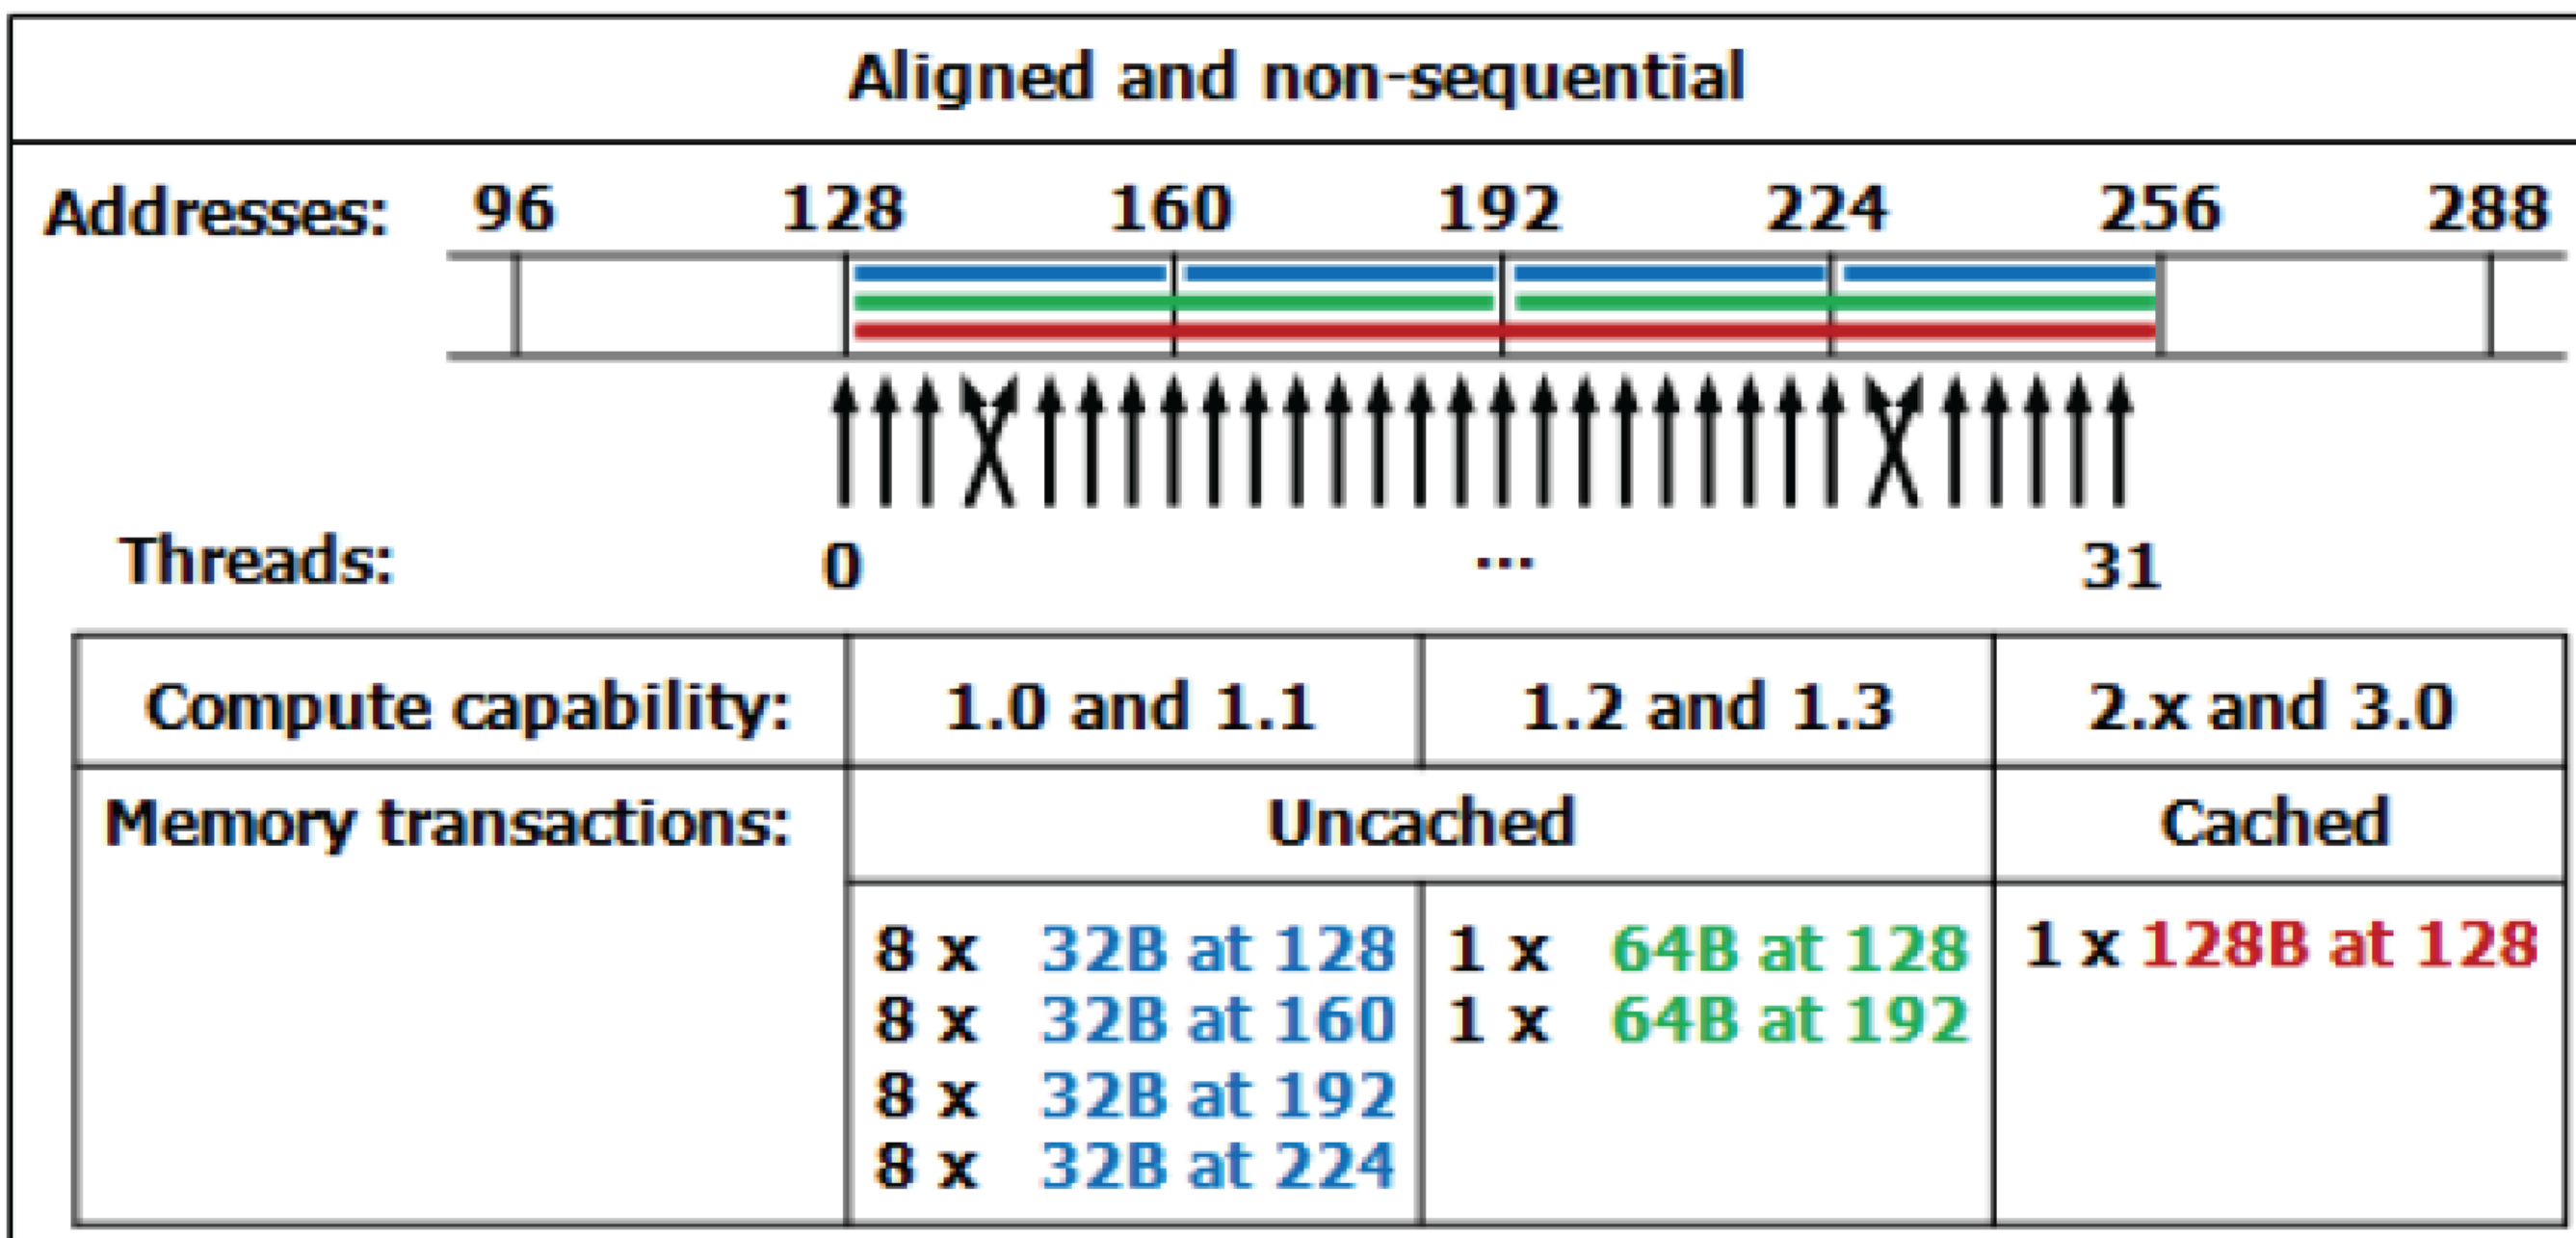 Aligned and non-sequential
Addresses: 96 128 160 192 224 256 288
Threads: 0 ... 31
Compute capability: 1.0 and 1.1 1.2 and 1.3 2.x and 3.0
Memory transactions: Uncached Cached
8 x 32B at 128 1 x 64B at 128 1 x 128B at 128
8 x 32B at 160 1 x 64B at 192
8 x 32B at 192
8 x 32B at 224